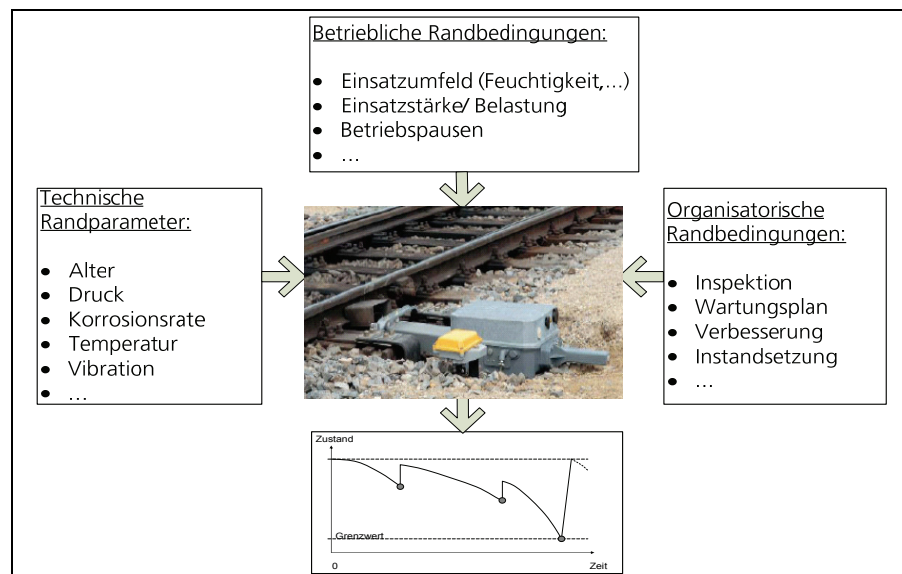 Betriebliche Randbedingungen:
● Einsatzumfeld (Feuchtigkeit,...)
● Einsatzstärke/ Belastung
● Betriebspausen
● ...
Technische
Randparameter:
● Alter
● Druck
● Korrosionsrate
● Temperatur
● Vibration
● ...
Organisatorische
Randbedingungen:
● Inspektion
● Wartungsplan
● Verbesserung
● Instandsetzung
● ...
Zustand
Grenzwert
0
Zeit